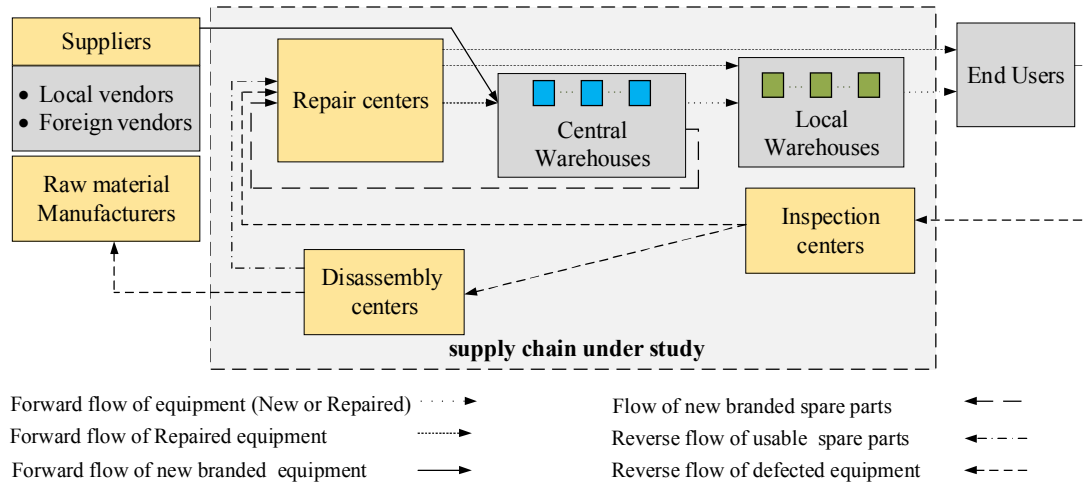 Suppliers
• Local vendors
• Foreign vendors
Raw material
Manufacturers
Repair centers
Central
Warehouses
Local
Warehouses
End Users
Inspection
centers
Disassembly
centers
supply chain under study
Forward flow of equipment (New or Repaired)
Forward flow of Repaired equipment
Forward flow of new branded equipment
Flow of new branded spare parts
Reverse flow of usable spare parts
Reverse flow of defected equipment